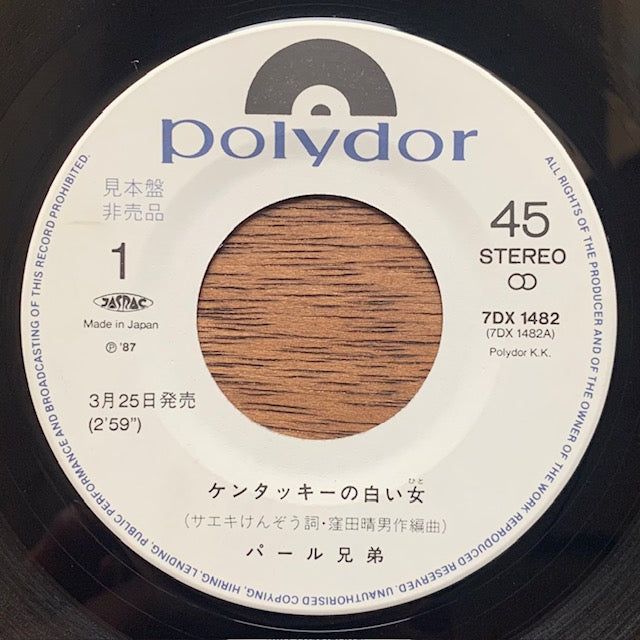 polydor
見本盤
非売品
1
JASRAC
Made in Japan
Ⓟ '87
3月25日発売
(2'59")
45
STEREO
7DX 1482
(7DX 1482A)
Polydor K.K.
ケンタッキーの白い女
ひと
(サエキけんぞう詞・窪田晴男作編曲)
パール兄弟
ALL RIGHTS OF THE PRODUCER AND OF THE OWNER OF THE WORK REPRODUCED RESERVED. UNAUTHORISED COPYING, HIRING, LENDING, PUBLIC PERFORMANCE AND BROADCASTING OF THIS RECORD PROHIBITED.